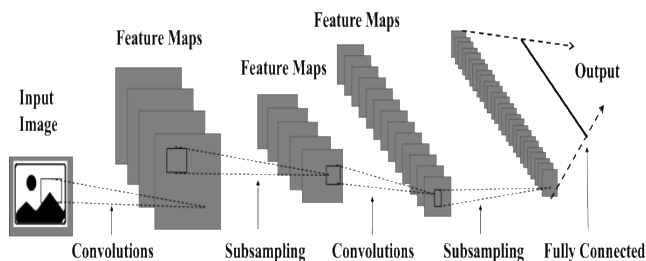 Feature Maps
Feature Maps
Feature Maps
Output
Input
Image
Convolutions
Subsampling
Convolutions
Subsampling
Fully Connected